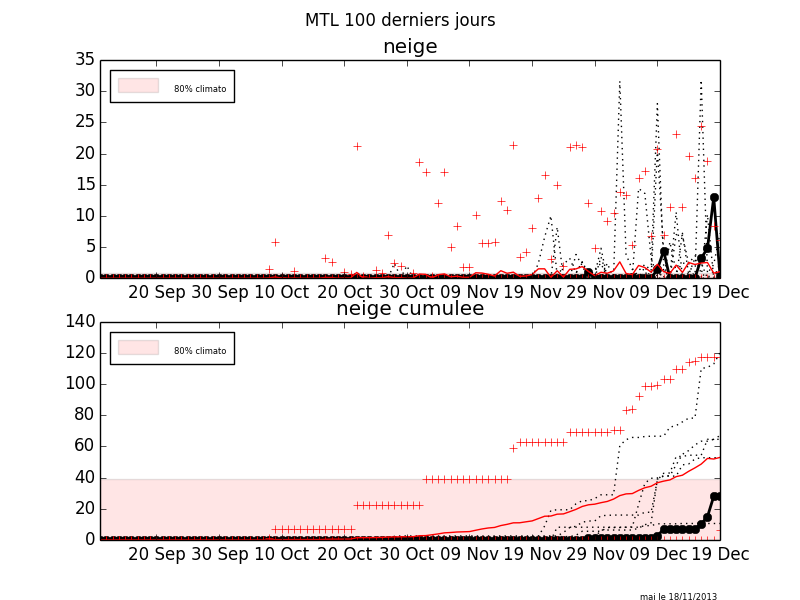 MTL 100 derniers jours
neige
35
30
25
20
15
10
5
0
80% climato
20 Sep 30 Sep 10 Oct 20 Oct 30 Oct 09 Nov 19 Nov 29 Nov 09 Dec 19 Dec
neige cumulee
140
120
100
80
60
40
20
0
80% climato
20 Sep 30 Sep 10 Oct 20 Oct 30 Oct 09 Nov 19 Nov 29 Nov 09 Dec 19 Dec
maj le 18/11/2013